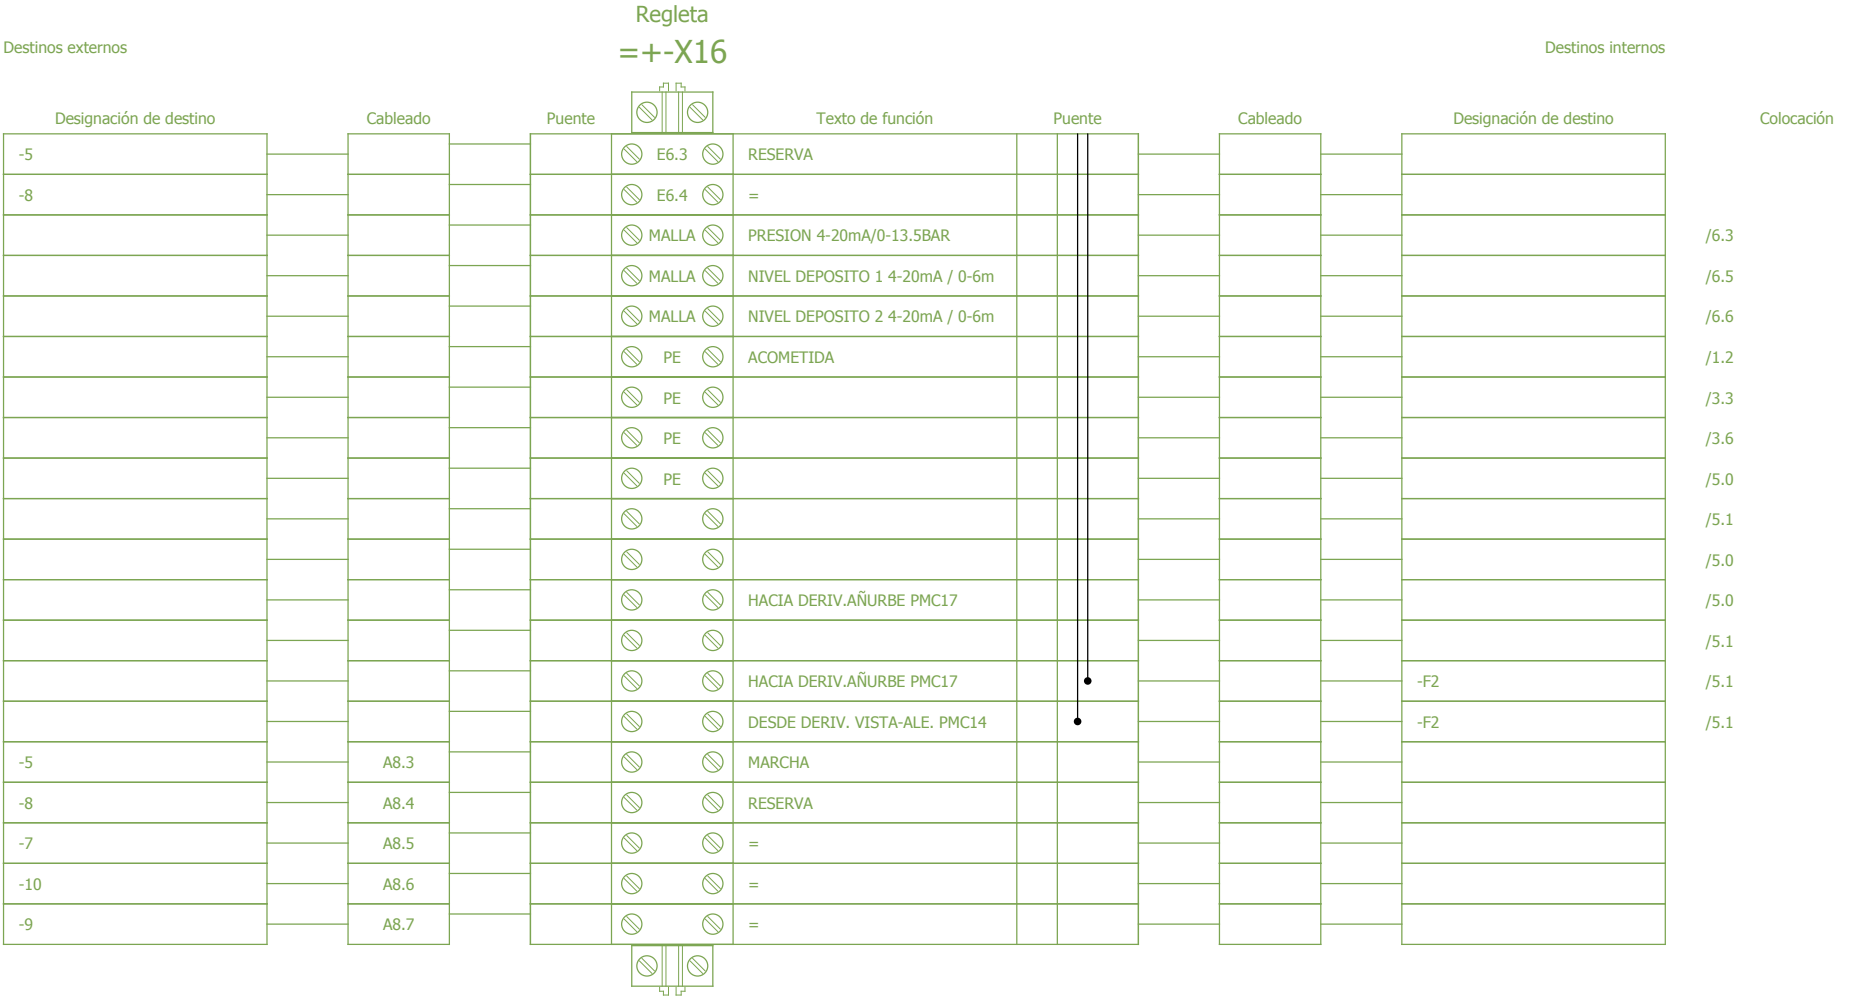 Regleta
=+-X16
Destinos externos
Destinos internos
Designación de destino Cableado Puente Texto de función Puente Cableado Designación de destino Colocación
-5 E6.3 RESERVA
-8 E6.4 =
MALLA PRESION 4-20mA/0-13.5BAR /6.3
MALLA NIVEL DEPOSITO 1 4-20mA / 0-6m /6.5
MALLA NIVEL DEPOSITO 2 4-20mA / 0-6m /6.6
PE ACOMETIDA /1.2
PE /3.3
PE /3.6
PE /5.0
/5.1
/5.0
HACIA DERIV.AÑURBE PMC17 /5.0
/5.1
HACIA DERIV.AÑURBE PMC17 -F2 /5.1
DESDE DERIV. VISTA-ALE. PMC14 -F2 /5.1
-5 A8.3 MARCHA
-8 A8.4 RESERVA
-7 A8.5 =
-10 A8.6 =
-9 A8.7 =